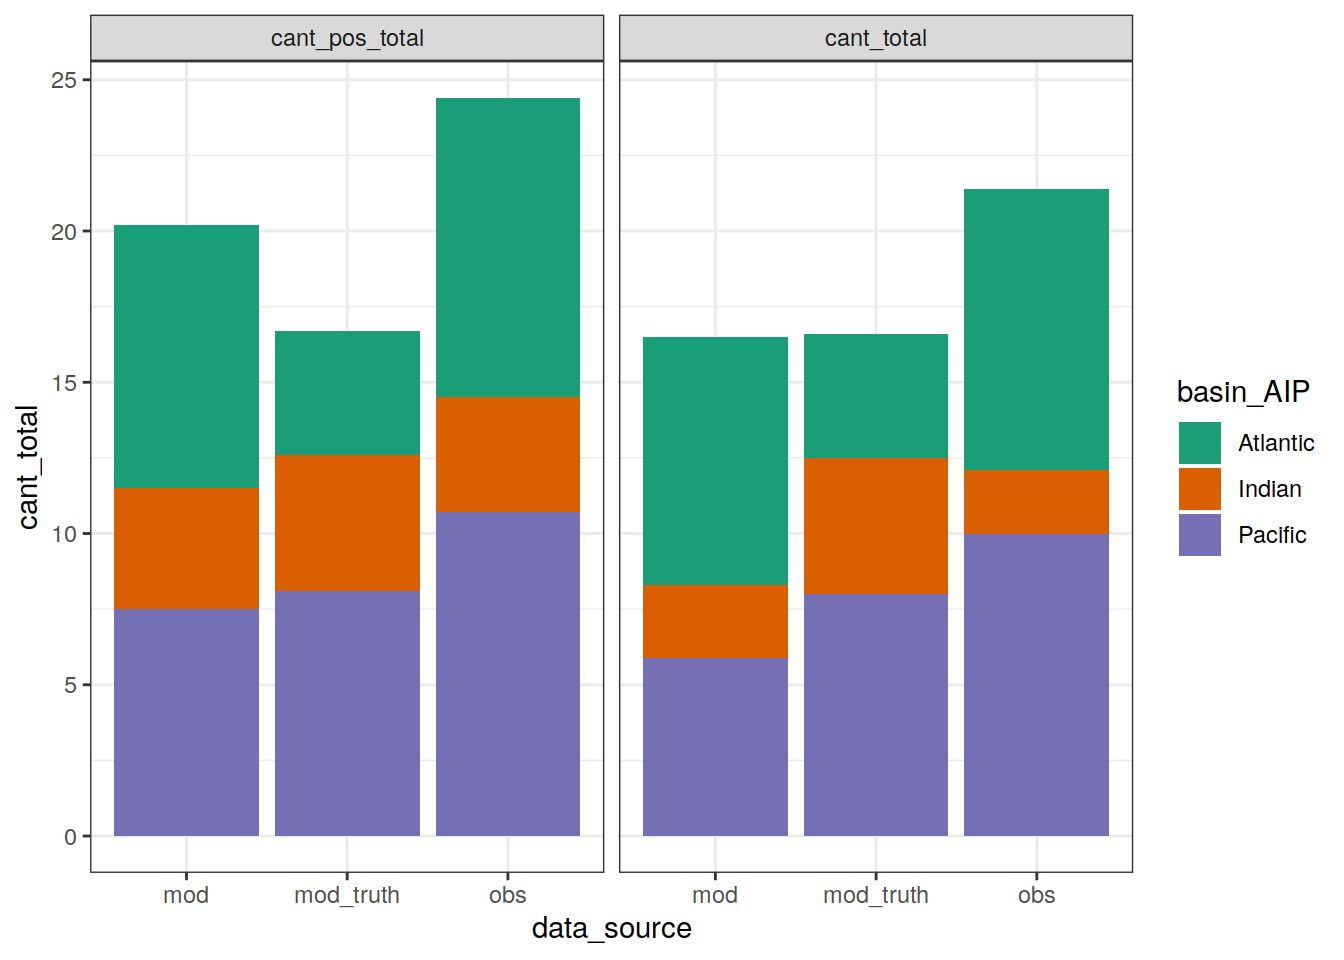 cant_pos_total
cant_total
25
20
15
10
5
0
cant_total
mod
mod_truth
obs
mod
mod_truth
obs
data_source
basin_AIP
Atlantic
Indian
Pacific